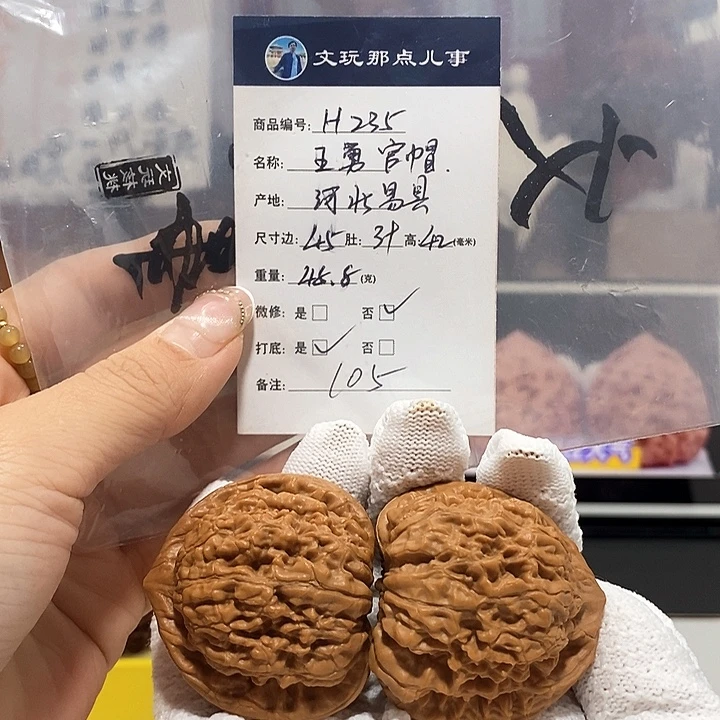 文玩那点儿事
商品编号: H235
名称: 王勇官帽.
产地: 河北易县
尺寸边: 45 肚: 39 高: 42 (毫米)
重量: 45.8 (克)
微修: 是 □ 否 ☑
打底: 是 ☑ 否 □
备注: 105